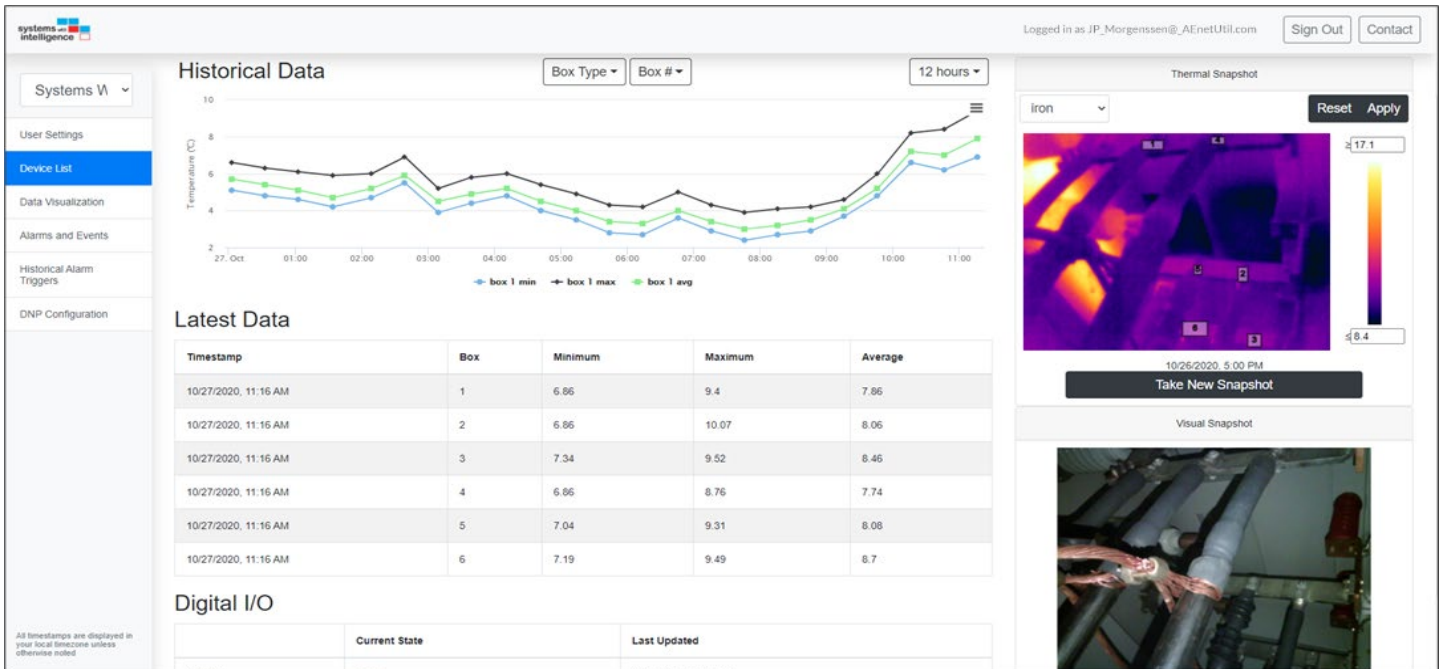 systems with
intelligence
Logged in as JP_Morgenssen@_AEnetUtil.com
Sign Out
Contact
Systems W
User Settings
Device List
Data Visualization
Alarms and Events
Historical Alarm
Triggers
DNP Configuration
All timestamps are displayed in
your local timezone unless
otherwise noted
Historical Data
Box Type
Box #
12 hours
Temperature (°C)
10
8
6
4
2
27. Oct 01:00 02:00 03:00 04:00 05:00 06:00 07:00 08:00 09:00 10:00 11:00
box 1 min box 1 max box 1 avg
Latest Data
Timestamp Box Minimum Maximum Average
10/27/2020, 11:16 AM 1 6.86 9.4 7.86
10/27/2020, 11:16 AM 2 6.86 10.07 8.06
10/27/2020, 11:16 AM 3 7.34 9.52 8.46
10/27/2020, 11:16 AM 4 6.86 8.76 7.74
10/27/2020, 11:16 AM 5 7.04 9.31 8.08
10/27/2020, 11:16 AM 6 7.19 9.49 8.7
Digital I/O
Current State Last Updated
Thermal Snapshot
iron
Reset Apply
1 4
5 2
6
3
≥ 17.1
≤ 8.4
10/26/2020, 5:00 PM
Take New Snapshot
Visual Snapshot